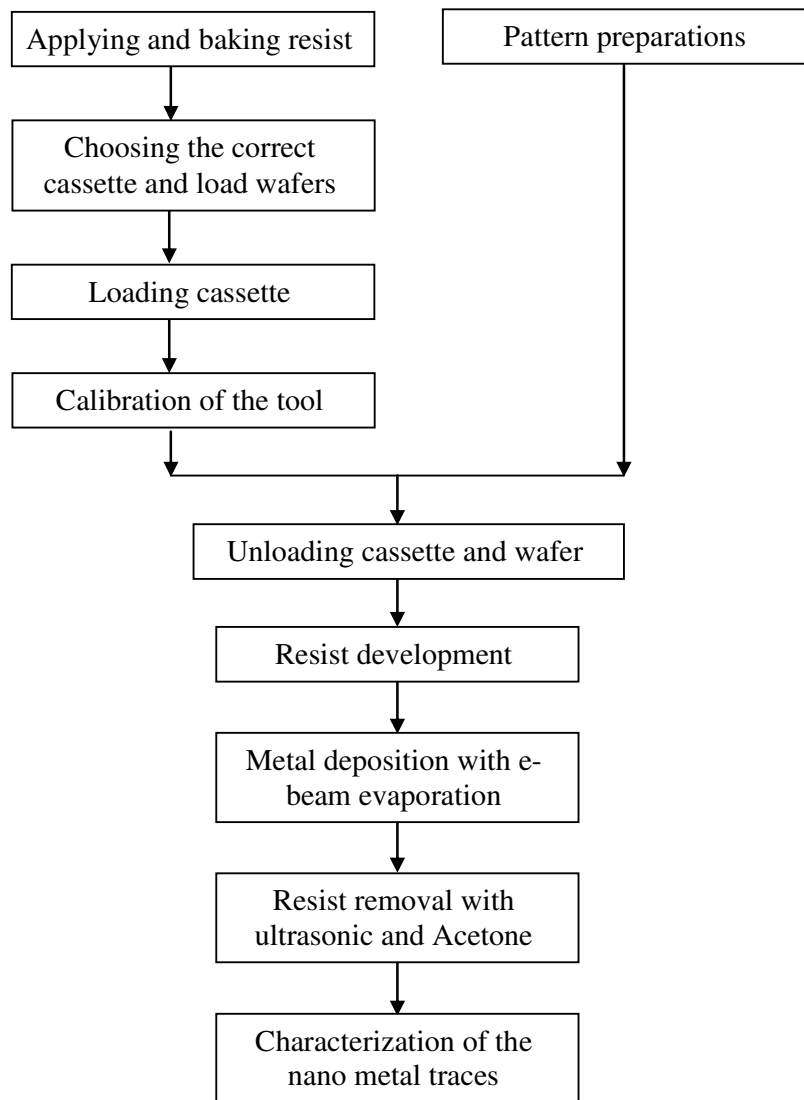 Applying and baking resist
Pattern preparations
Choosing the correct
cassette and load wafers
Loading cassette
Calibration of the tool
Unloading cassette and wafer
Resist development
Metal deposition with e-
beam evaporation
Resist removal with
ultrasonic and Acetone
Characterization of the
nano metal traces